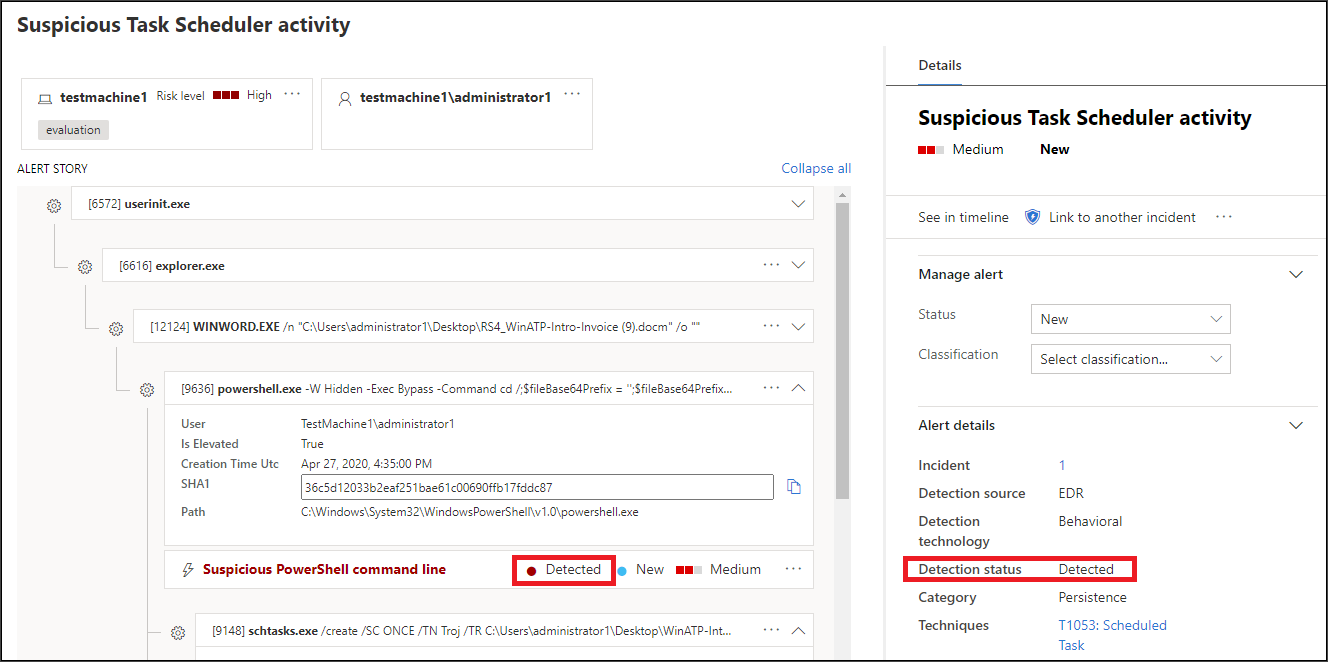 Suspicious Task Scheduler activity
testmachine1 Risk level High ...
evaluation
testmachine1\administrator1 ...
ALERT STORY
Collapse all
[6572] userinit.exe
[6616] explorer.exe ...
[12124] WINWORD.EXE /n "C:\Users\administrator1\Desktop\RS4_WinATP-Intro-Invoice (9).docm" /o "" ...
[9636] powershell.exe -W Hidden -Exec Bypass -Command cd /;$fileBase64Prefix = '';$fileBase64Prefix... ...
User TestMachine1\administrator1
Is Elevated True
Creation Time Utc Apr 27, 2020, 4:35:00 PM
SHA1 36c5d12033b2eaf251bae61c00690ffb17fddc87
Path C:\Windows\System32\WindowsPowerShell\v1.0\powershell.exe
Suspicious PowerShell command line Detected New Medium ...
[9148] schtasks.exe /create /SC ONCE /TN Troj /TR C:\Users\administrator1\Desktop\WinATP-Int... ...
Details
Suspicious Task Scheduler activity
Medium New
See in timeline Link to another incident ...
Manage alert
Status New
Classification Select classification...
Alert details
Incident 1
Detection source EDR
Detection Behavioral
technology
Detection status Detected
Category Persistence
Techniques T1053: Scheduled
Task